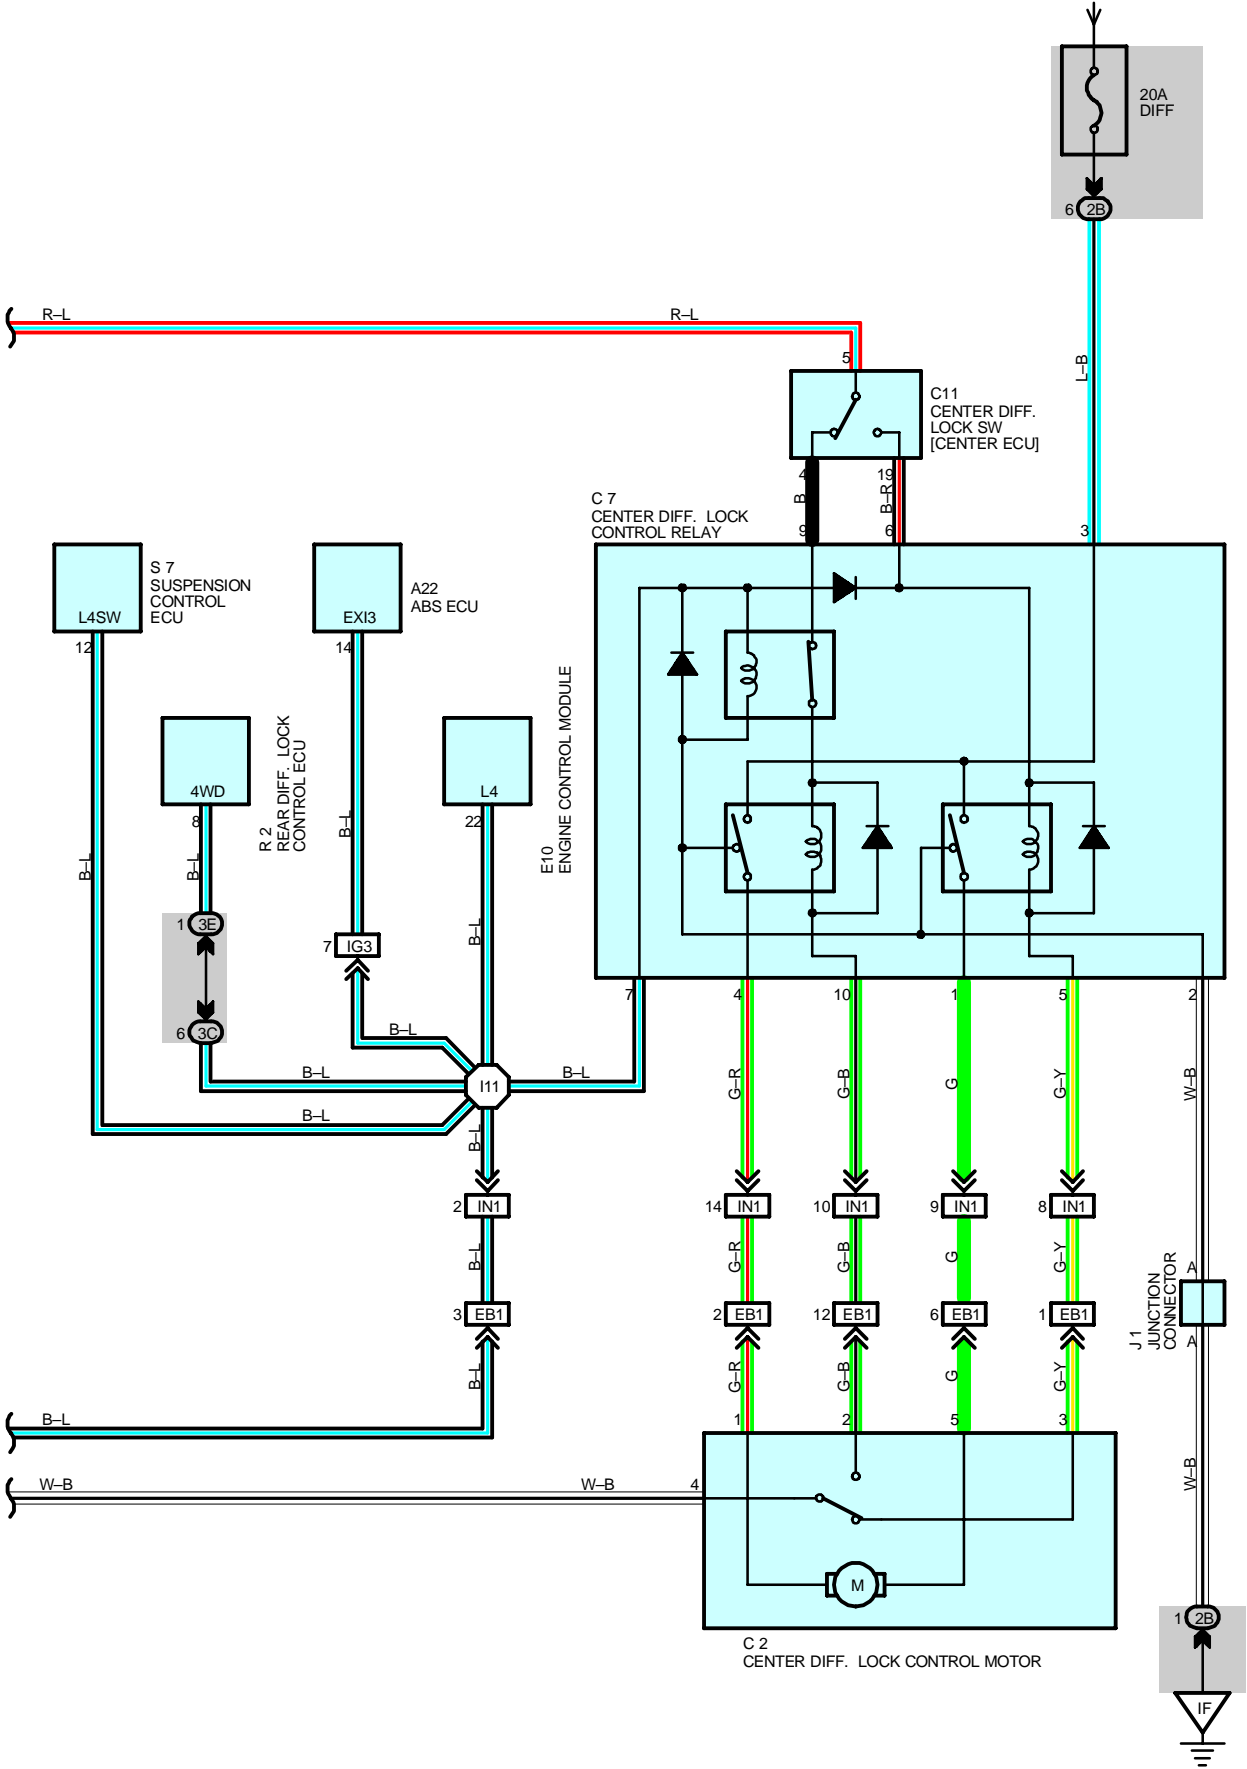 20A
DIFF
6 2B
R–L
R–L
L–B
5
C11
CENTER DIFF.
LOCK SW
[CENTER ECU]
4
19
B
B–R
C 7
CENTER DIFF. LOCK
CONTROL RELAY
9
6
3
S 7
SUSPENSION
CONTROL
ECU
L4SW
12
A22
ABS ECU
EXI3
14
R 2
REAR DIFF. LOCK
CONTROL ECU
4WD
8
E10
ENGINE CONTROL MODULE
L4
22
B–L
B–L
B–L
B–L
1 3E
7 IG3
6 3C
B–L
B–L
B–L
B–L
I11
B–L
7
4
10
1
5
2
G–R
G–B
G
G–Y
W–B
2 IN1
14 IN1
10 IN1
9 IN1
8 IN1
B–L
G–R
G–B
G
G–Y
A
J 1
JUNCTION
CONNECTOR
A
3 EB1
2 EB1
12 EB1
6 EB1
1 EB1
B–L
G–R
G–B
G
G–Y
B–L
1
2
5
3
W–B
W–B
4
W–B
M
C 2
CENTER DIFF. LOCK CONTROL MOTOR
1 2B
IF